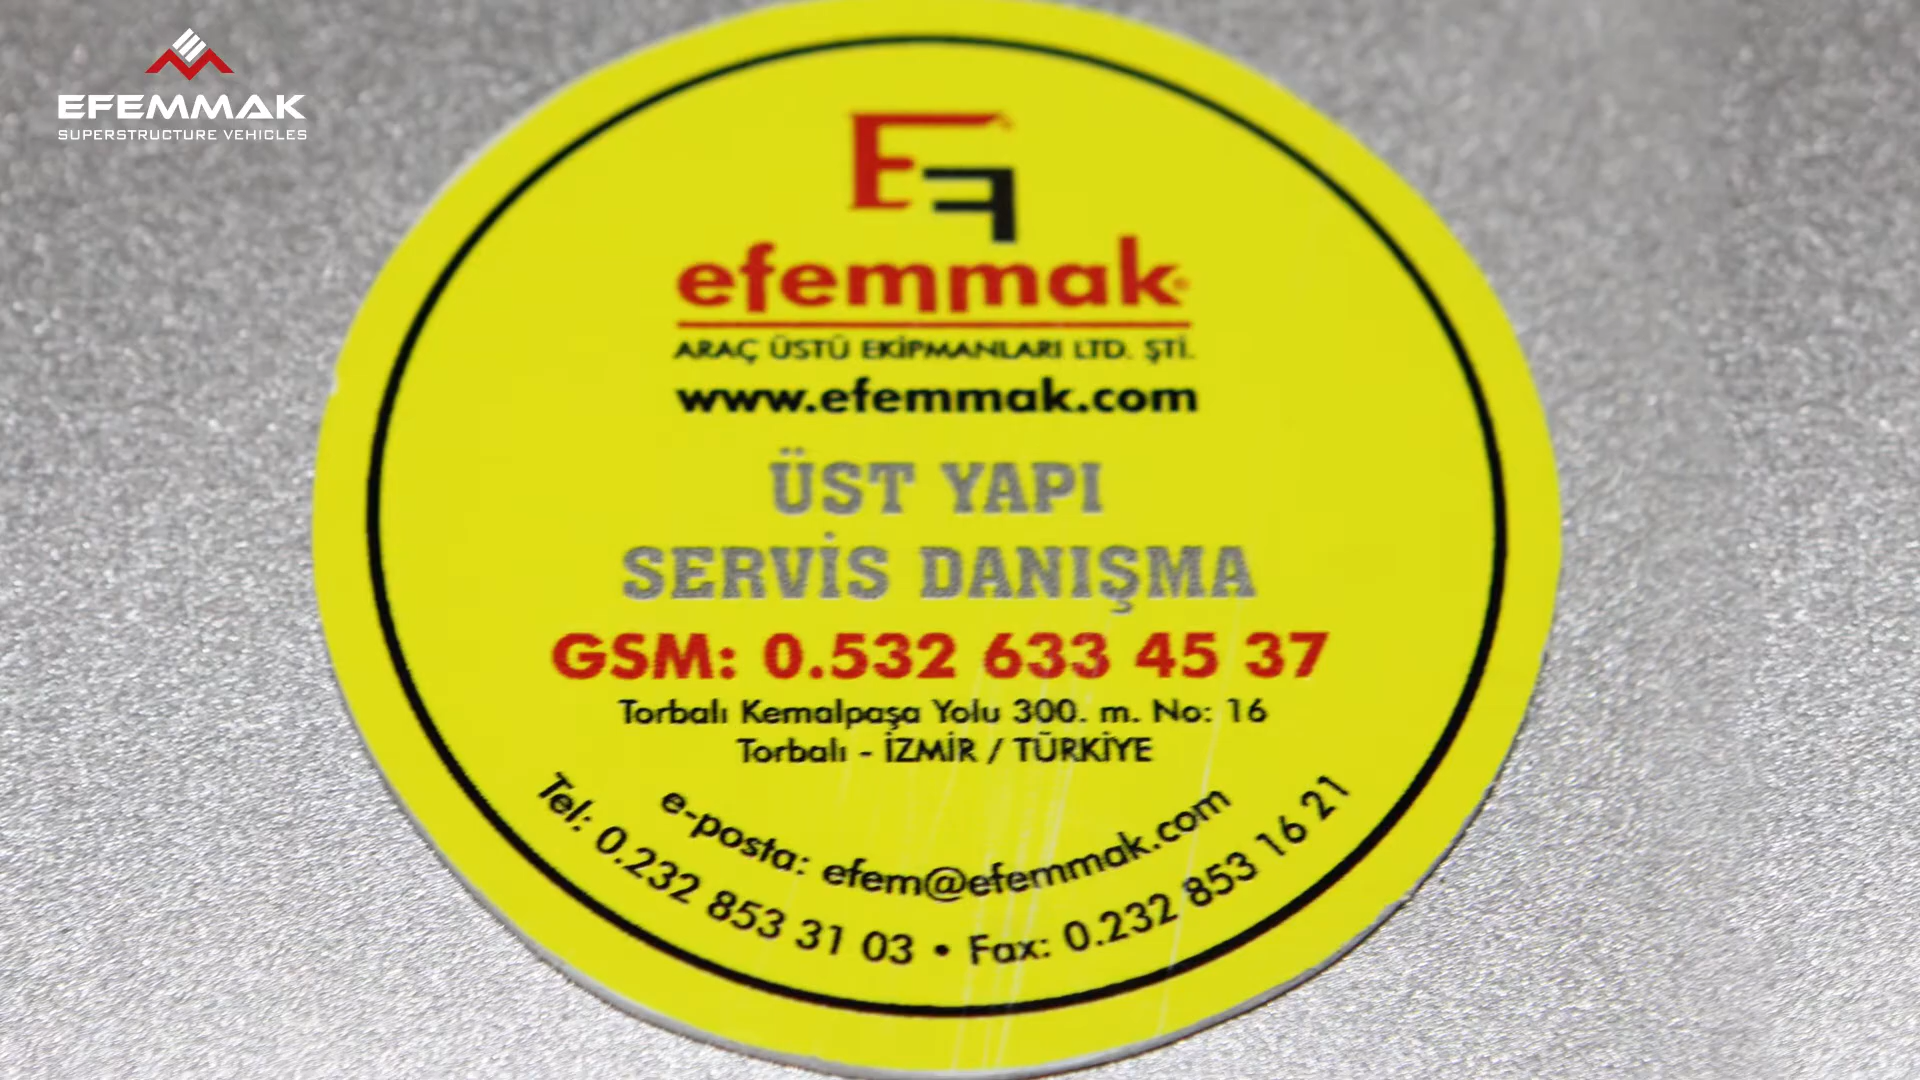 EFEMMAK
SUPERSTRUCTURE VEHICLES
EF
efemmak®
ARAÇ ÜSTÜ EKİPMANLARI LTD. ŞTİ.
www.efemmak.com
ÜST YAPI
SERVİS DANIŞMA
GSM: 0.532 633 45 37
Torbalı Kemalpaşa Yolu 300. m. No: 16
Torbalı - İZMİR / TÜRKİYE
e-posta: efem@efemmak.com
Tel: 0.232 853 31 03 • Fax: 0.232 853 16 21